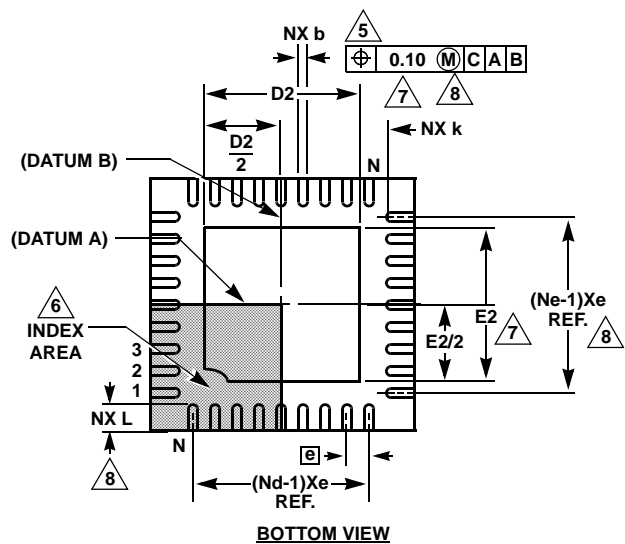 NX b
5
⌖ 0.10 Ⓜ C A B
7 8
D2
D2
2
NX k
(DATUM B)
N
(DATUM A)
6
INDEX
AREA
3
2
1
E2/2
E2
7
(Ne-1)Xe
REF.
8
NX L
8
N
e
(Nd-1)Xe
REF.
BOTTOM VIEW